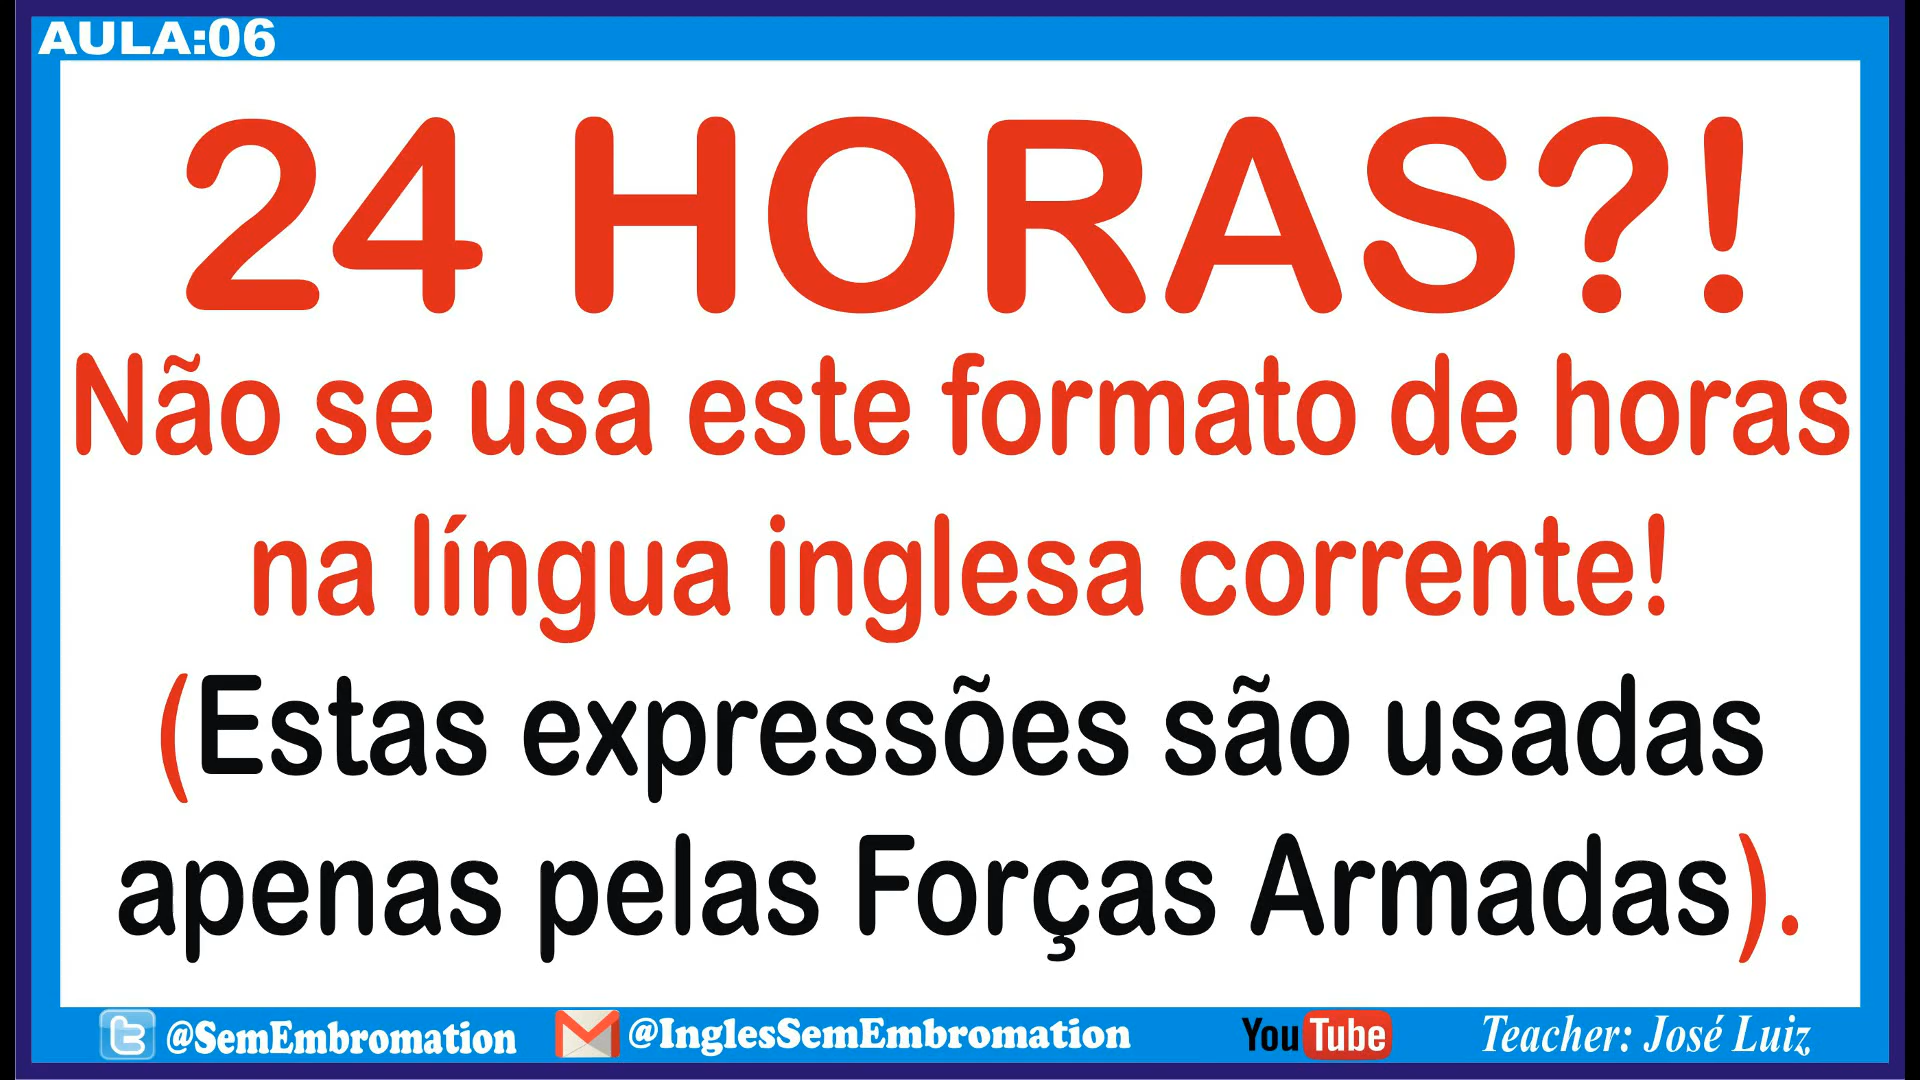 AULA:06
24 HORAS?!
Não se usa este formato de horas
na língua inglesa corrente!
(Estas expressões são usadas
apenas pelas Forças Armadas).
@SemEmbromation @InglesSemEmbromation YouTube Teacher: José Luiz